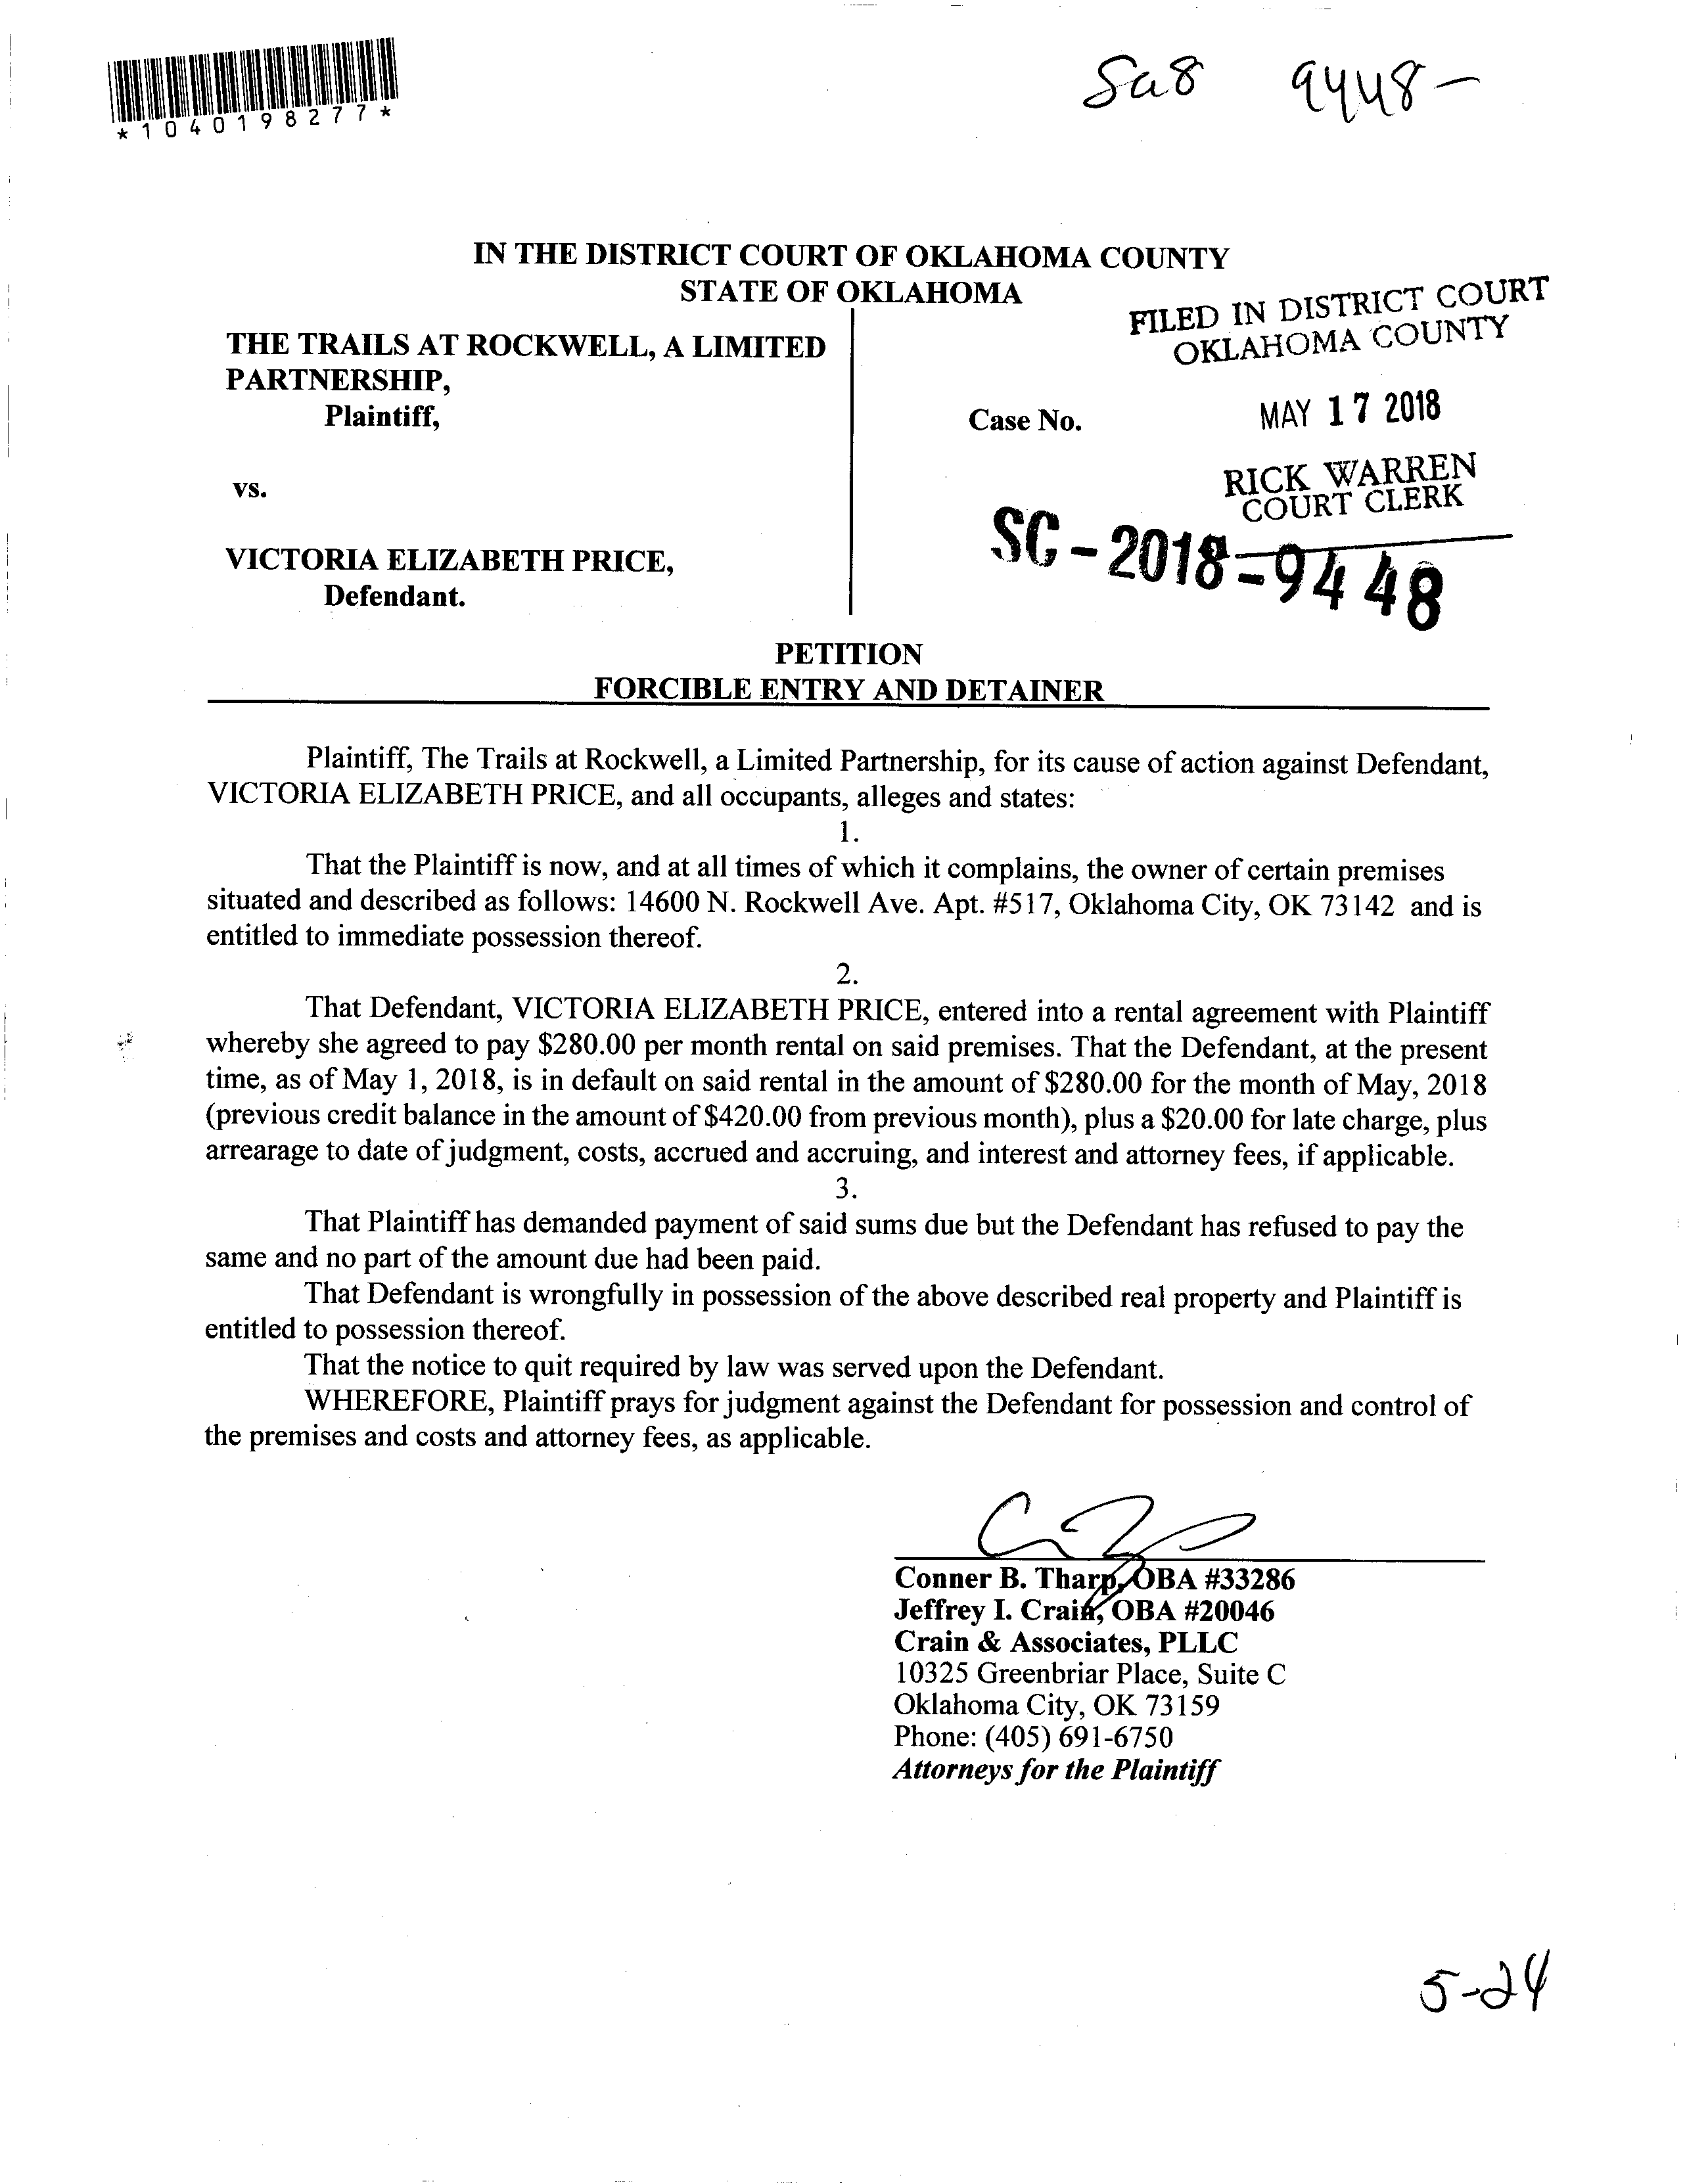 *1040198277*
Sa8 9448-
IN THE DISTRICT COURT OF OKLAHOMA COUNTY
STATE OF OKLAHOMA
FILED IN DISTRICT COURT
OKLAHOMA COUNTY
THE TRAILS AT ROCKWELL, A LIMITED
PARTNERSHIP,
Plaintiff,
Case No.
MAY 17 2018
RICK WARREN
COURT CLERK
vs.
SC-2018-9448
VICTORIA ELIZABETH PRICE,
Defendant.
PETITION
FORCIBLE ENTRY AND DETAINER
Plaintiff, The Trails at Rockwell, a Limited Partnership, for its cause of action against Defendant,
VICTORIA ELIZABETH PRICE, and all occupants, alleges and states:
1.
That the Plaintiff is now, and at all times of which it complains, the owner of certain premises
situated and described as follows: 14600 N. Rockwell Ave. Apt. #517, Oklahoma City, OK 73142 and is
entitled to immediate possession thereof.
2.
That Defendant, VICTORIA ELIZABETH PRICE, entered into a rental agreement with Plaintiff
whereby she agreed to pay $280.00 per month rental on said premises. That the Defendant, at the present
time, as of May 1, 2018, is in default on said rental in the amount of $280.00 for the month of May, 2018
(previous credit balance in the amount of $420.00 from previous month), plus a $20.00 for late charge, plus
arrearage to date of judgment, costs, accrued and accruing, and interest and attorney fees, if applicable.
3.
That Plaintiff has demanded payment of said sums due but the Defendant has refused to pay the
same and no part of the amount due had been paid.
That Defendant is wrongfully in possession of the above described real property and Plaintiff is
entitled to possession thereof.
That the notice to quit required by law was served upon the Defendant.
WHEREFORE, Plaintiff prays for judgment against the Defendant for possession and control of
the premises and costs and attorney fees, as applicable.
Conner B. Tharp, OBA #33286
Jeffrey I. Crain, OBA #20046
Crain & Associates, PLLC
10325 Greenbriar Place, Suite C
Oklahoma City, OK 73159
Phone: (405) 691-6750
Attorneys for the Plaintiff
5-24